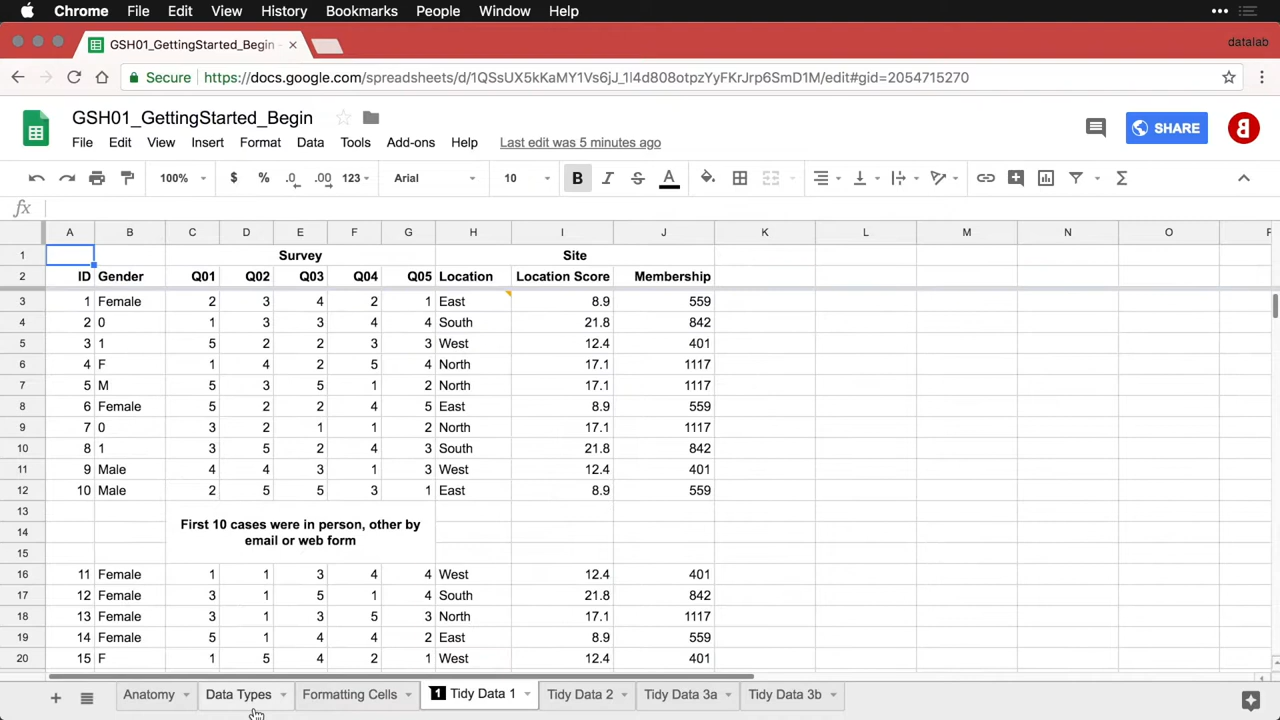 Chrome File Edit View History Bookmarks People Window Help
GSH01_GettingStarted_Begin
datalab
Secure https://docs.google.com/spreadsheets/d/1QSsUX5kKaMY1Vs6jJ_1l4d808otpzYyFKrJrp6SmD1M/edit#gid=2054715270
GSH01_GettingStarted_Begin
File Edit View Insert Format Data Tools Add-ons Help Last edit was 5 minutes ago
SHARE
100% $ % .0 .00 123 Arial 10 B I S A Σ
fx
A B C D E F G H I J K L M N O
1 Survey Site
2 ID Gender Q01 Q02 Q03 Q04 Q05 Location Location Score Membership
3 1 Female 2 3 4 2 1 East 8.9 559
4 2 0 1 3 3 4 4 South 21.8 842
5 3 1 5 2 2 3 3 West 12.4 401
6 4 F 1 4 2 5 4 North 17.1 1117
7 5 M 5 3 5 1 2 North 17.1 1117
8 6 Female 5 2 2 4 5 East 8.9 559
9 7 0 3 2 1 1 2 North 17.1 1117
10 8 1 3 5 2 4 3 South 21.8 842
11 9 Male 4 4 3 1 3 West 12.4 401
12 10 Male 2 5 5 3 1 East 8.9 559
13
14 First 10 cases were in person, other by
email or web form
15
16 11 Female 1 1 3 4 4 West 12.4 401
17 12 Female 3 1 5 1 4 South 21.8 842
18 13 Female 3 1 3 5 3 North 17.1 1117
19 14 Female 5 1 4 4 2 East 8.9 559
20 15 F 1 5 4 2 1 West 12.4 401
Anatomy Data Types Formatting Cells 1 Tidy Data 1 Tidy Data 2 Tidy Data 3a Tidy Data 3b